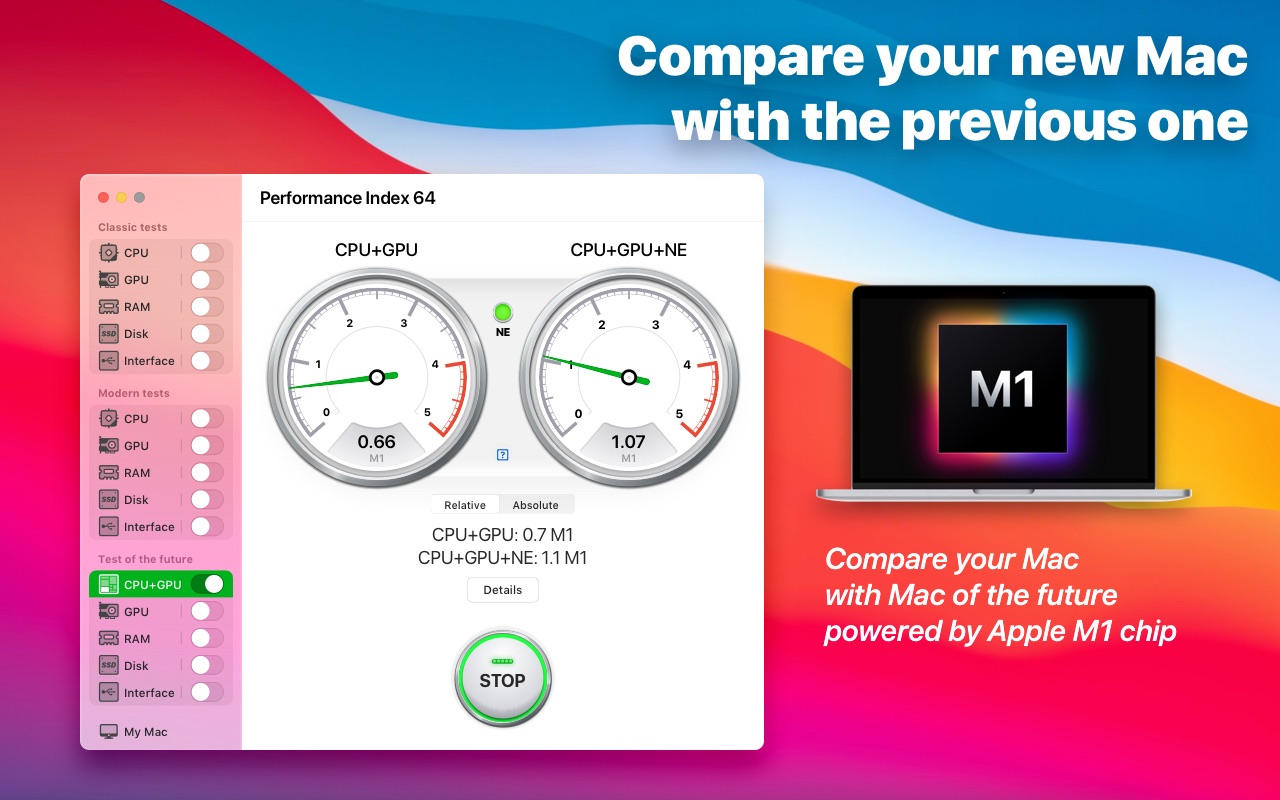 Compare your new Mac
with the previous one
Performance Index 64
Classic tests
CPU
GPU
RAM
SSD Disk
Interface
Modern tests
CPU
GPU
RAM
SSD Disk
Interface
Test of the future
CPU+GPU
GPU
RAM
SSD Disk
Interface
My Mac
CPU+GPU
0 1 2 3 4 5
0.66
M1
NE
?
CPU+GPU+NE
0 1 2 3 4 5
1.07
M1
Relative Absolute
CPU+GPU: 0.7 M1
CPU+GPU+NE: 1.1 M1
Details
STOP
M1
Compare your Mac
with Mac of the future
powered by Apple M1 chip